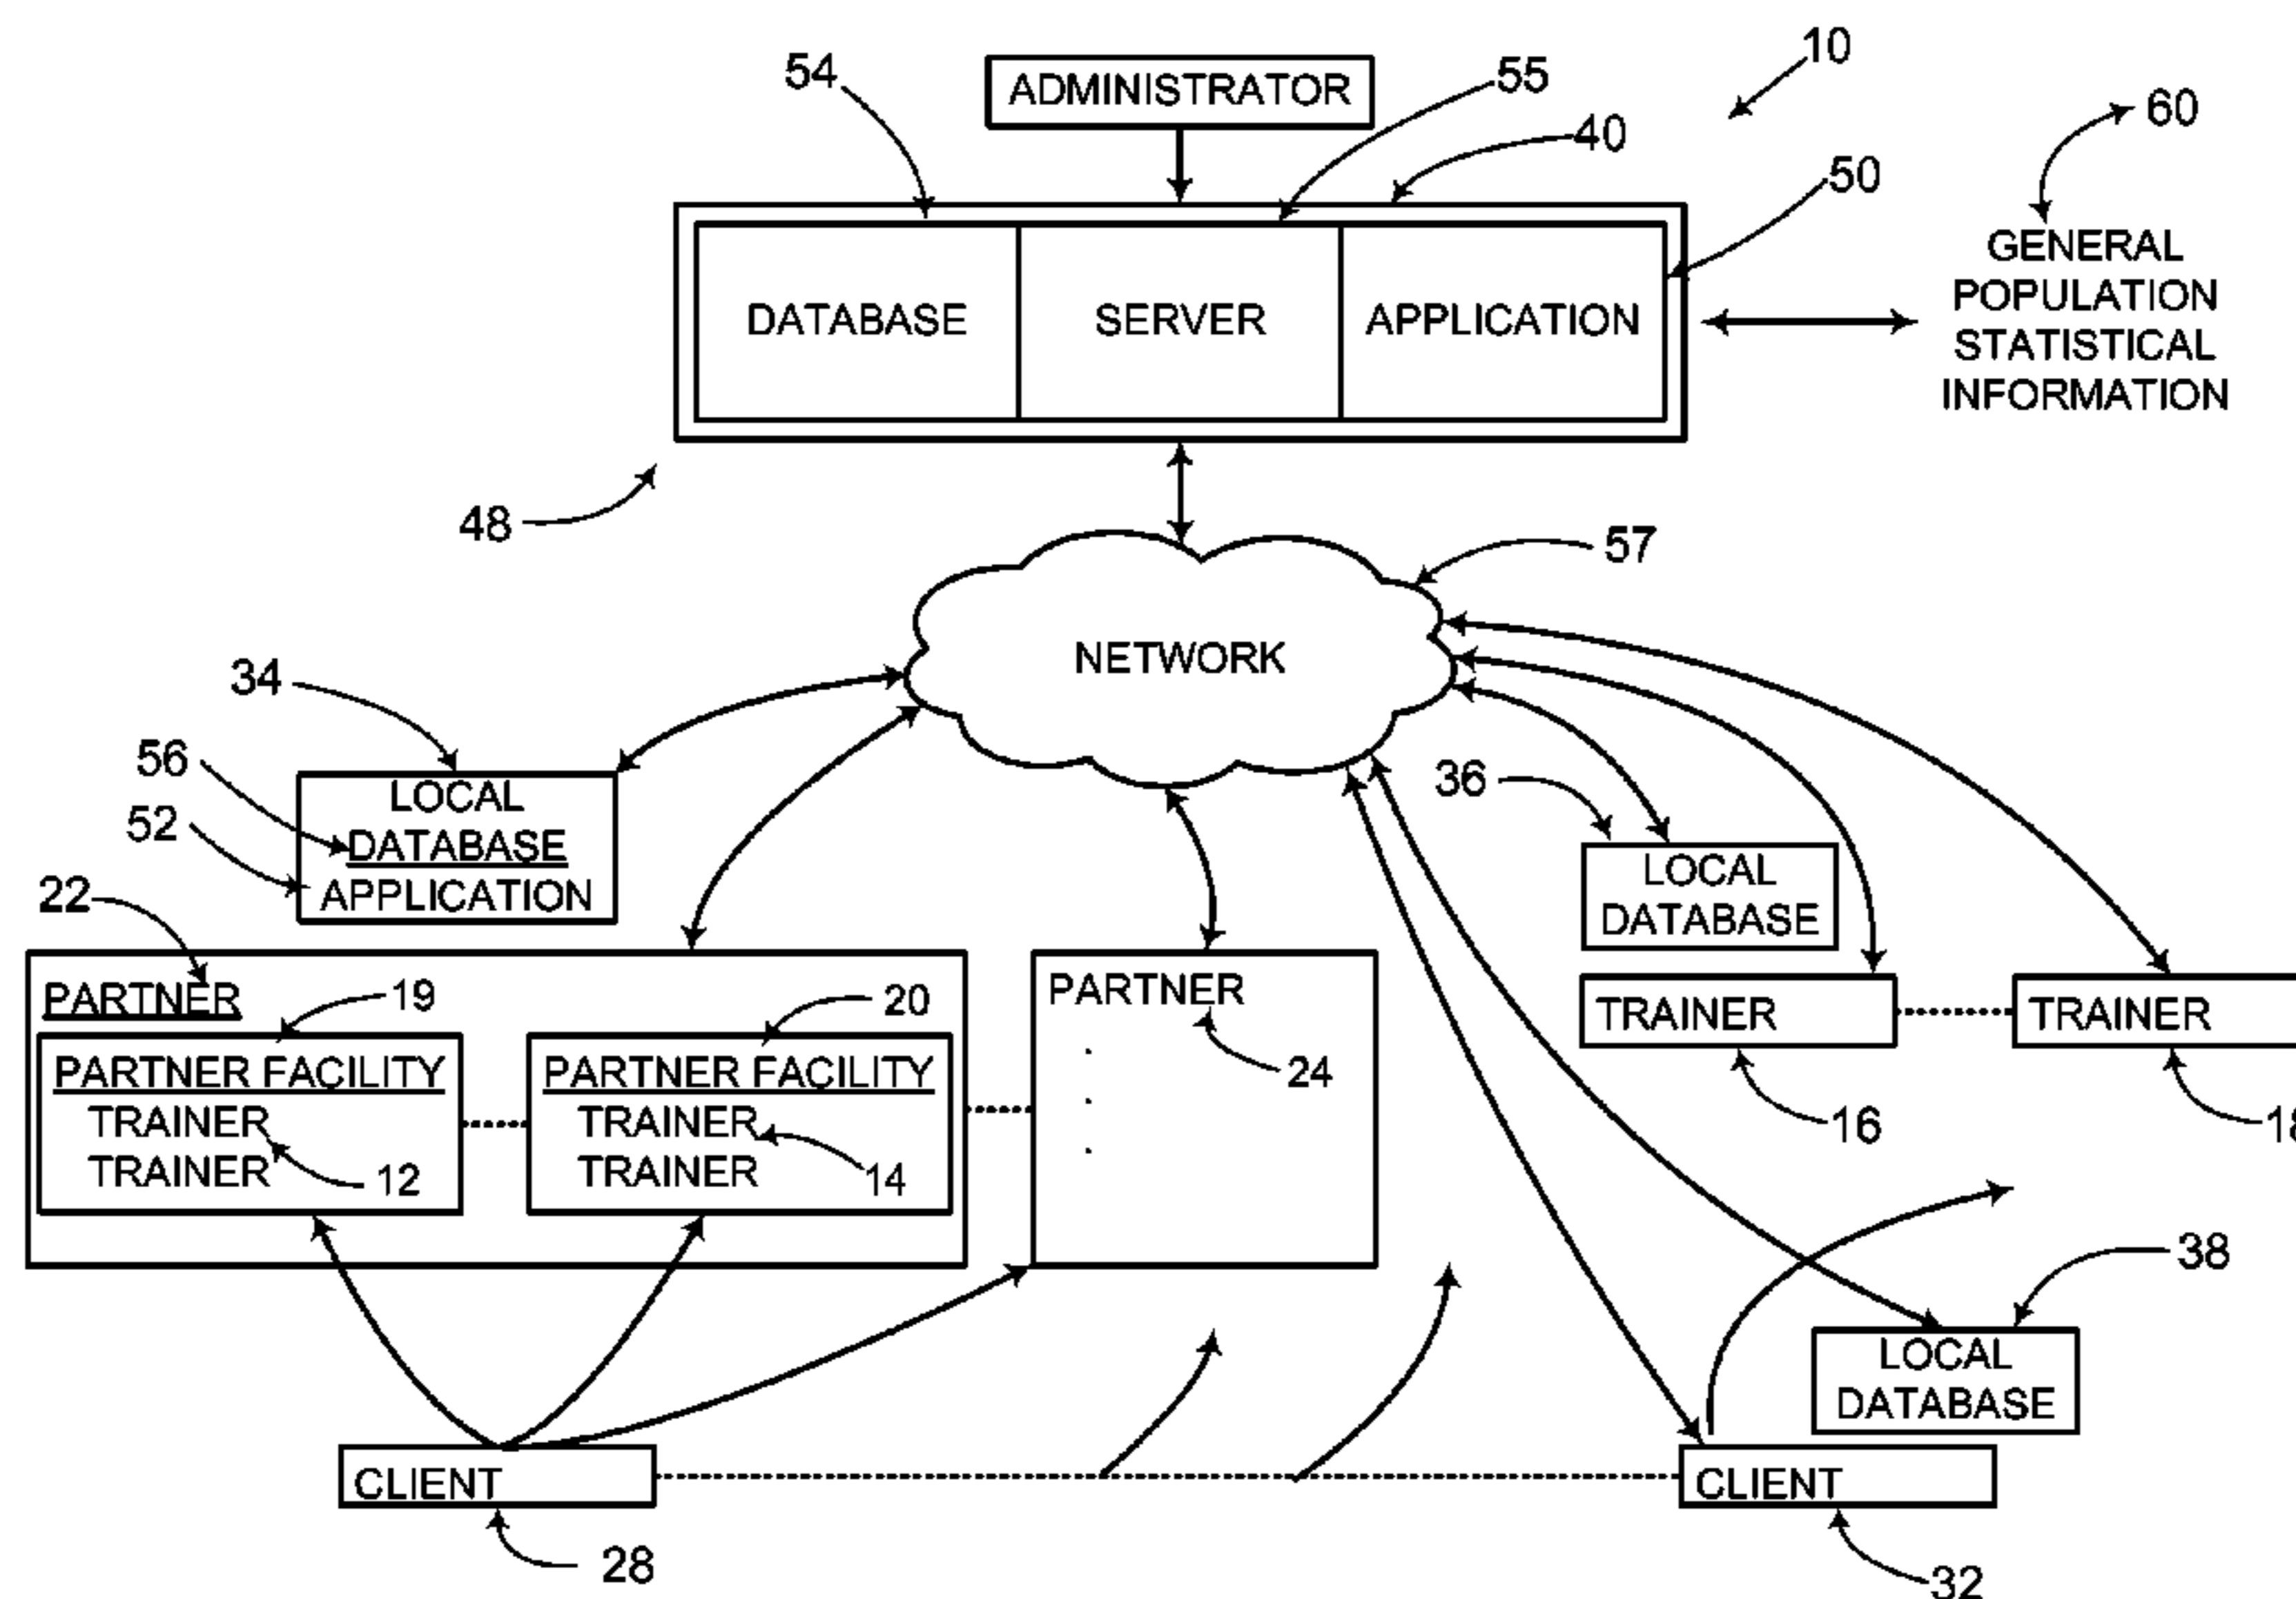 54
ADMINISTRATOR
55
10
60
40
50
DATABASE
SERVER
APPLICATION
GENERAL
POPULATION
STATISTICAL
INFORMATION
48
57
NETWORK
34
56
52
LOCAL
DATABASE
APPLICATION
36
LOCAL
DATABASE
22
PARTNER
19
20
PARTNER FACILITY
TRAINER
TRAINER
12
PARTNER FACILITY
TRAINER
TRAINER
14
PARTNER
24
TRAINER
TRAINER
16
38
LOCAL
DATABASE
CLIENT
CLIENT
28
32